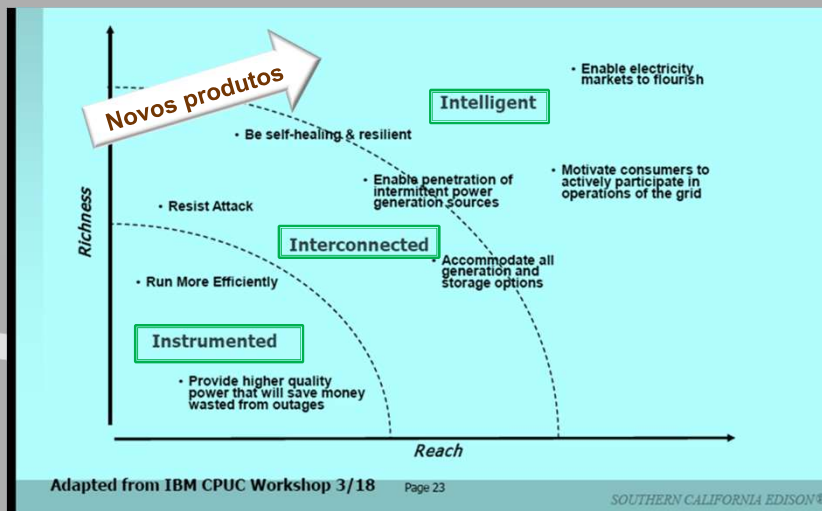 Novos produtos
Intelligent
• Enable electricity
markets to flourish
• Be self-healing & resilient
• Enable penetration of
intermittent power
generation sources
• Motivate consumers to
actively participate in
operations of the grid
Richness
• Resist Attack
Interconnected
• Accommodate all
generation and
storage options
• Run More Efficiently
Instrumented
• Provide higher quality
power that will save money
wasted from outages
Reach
Adapted from IBM CPUC Workshop 3/18
Page 23
SOUTHERN CALIFORNIA EDISON®